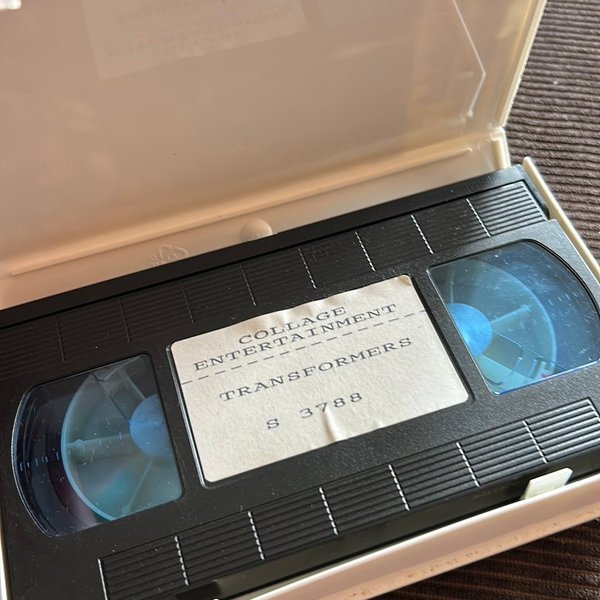 COLLAGE
ENTERTAINMENT
TRANSFORMERS
S 3788